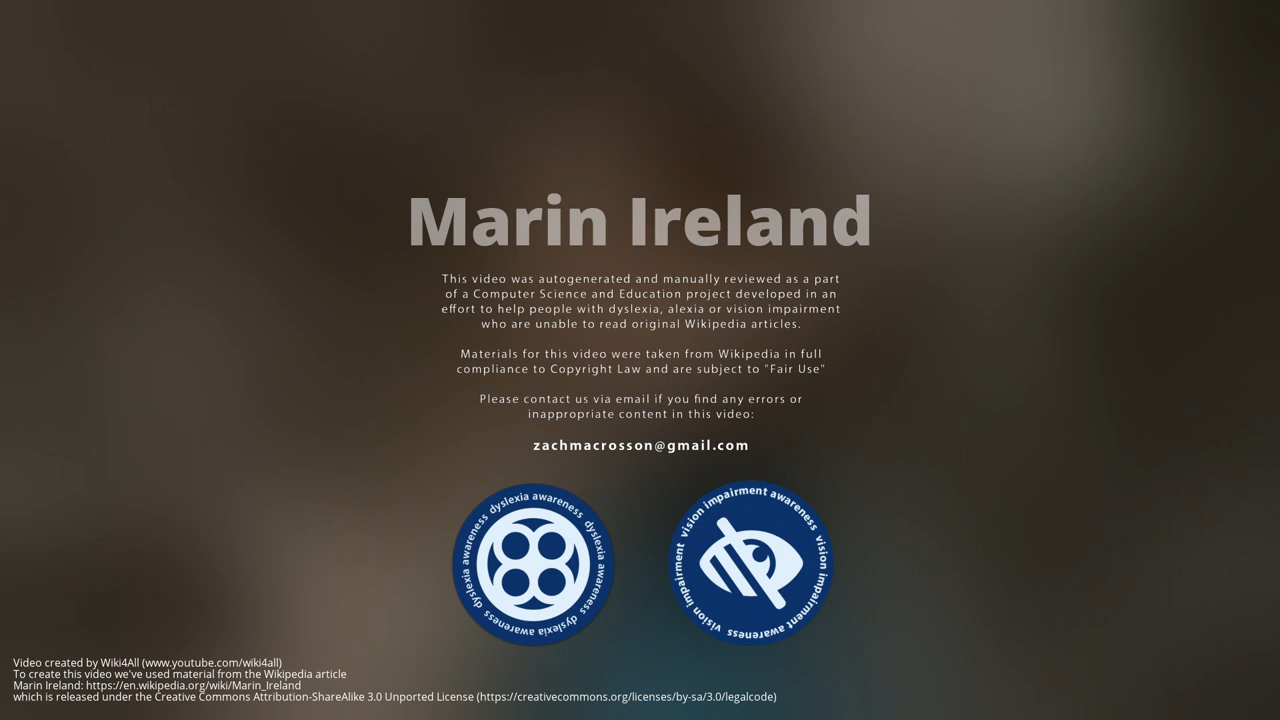 Marin Ireland
This video was autogenerated and manually reviewed as a part
of a Computer Science and Education project developed in an
effort to help people with dyslexia, alexia or vision impairment
who are unable to read original Wikipedia articles.
Materials for this video were taken from Wikipedia in full
compliance to Copyright Law and are subject to "Fair Use"
Please contact us via email if you find any errors or
inappropriate content in this video:
zachmacrosson@gmail.com
dyslexia awareness dyslexia awareness dyslexia awareness dyslexia awareness
vision impairment awareness vision impairment awareness vision impairment
Video created by Wiki4All (www.youtube.com/wiki4all)
To create this video we've used material from the Wikipedia article
Marin Ireland: https://en.wikipedia.org/wiki/Marin_Ireland
which is released under the Creative Commons Attribution-ShareAlike 3.0 Unported License (https://creativecommons.org/licenses/by-sa/3.0/legalcode)